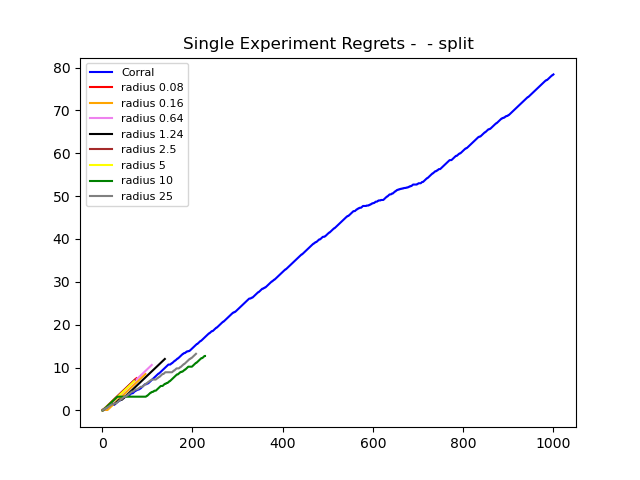 Single Experiment Regrets -  - split
80
70
60
50
40
30
20
10
0
Corral
radius 0.08
radius 0.16
radius 0.64
radius 1.24
radius 2.5
radius 5
radius 10
radius 25
0 200 400 600 800 1000